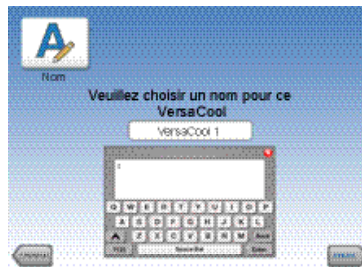 A
Nom
Veuillez choisir un nom pour ce
VersaCool
VersaCool 1
Q W E R T Y U I O P
A S D F G H J K L
Z X C V B N M